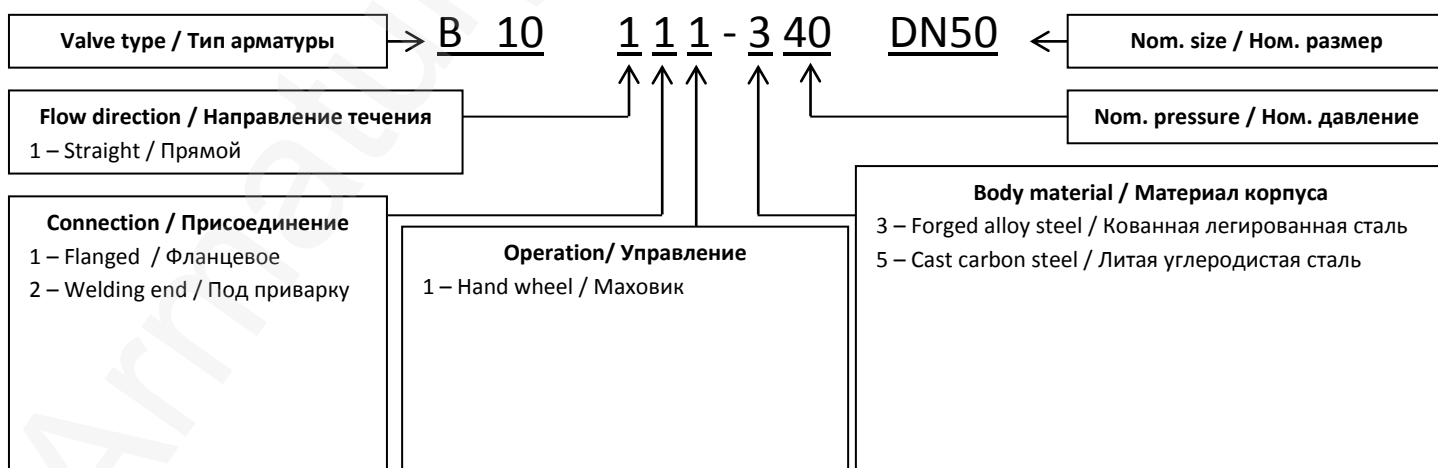 Valve type / Тип арматуры
B 10 1 1 1 - 3 40 DN50
Nom. size / Ном. размер
Flow direction / Направление течения
1 – Straight / Прямой
Nom. pressure / Ном. давление
Connection / Присоединение
1 – Flanged / Фланцевое
2 – Welding end / Под приварку
Operation/ Управление
1 – Hand wheel / Маховик
Body material / Материал корпуса
3 – Forged alloy steel / Кованная легированная сталь
5 – Cast carbon steel / Литая углеродистая сталь